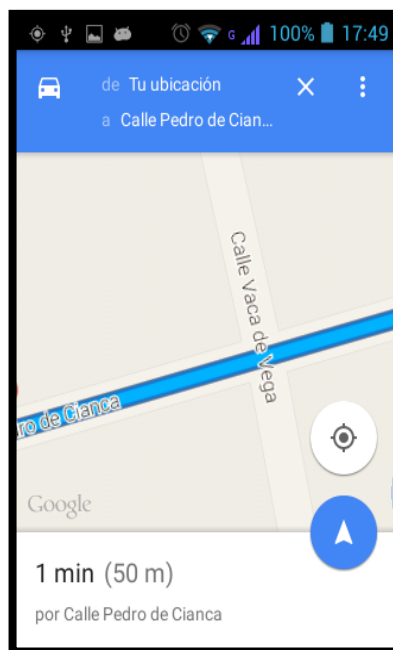 G 100% 17:49
de Tu ubicación
a Calle Pedro de Cian...
Calle Vaca de Vega
ro de Cianca
Google
1 min (50 m)
por Calle Pedro de Cianca